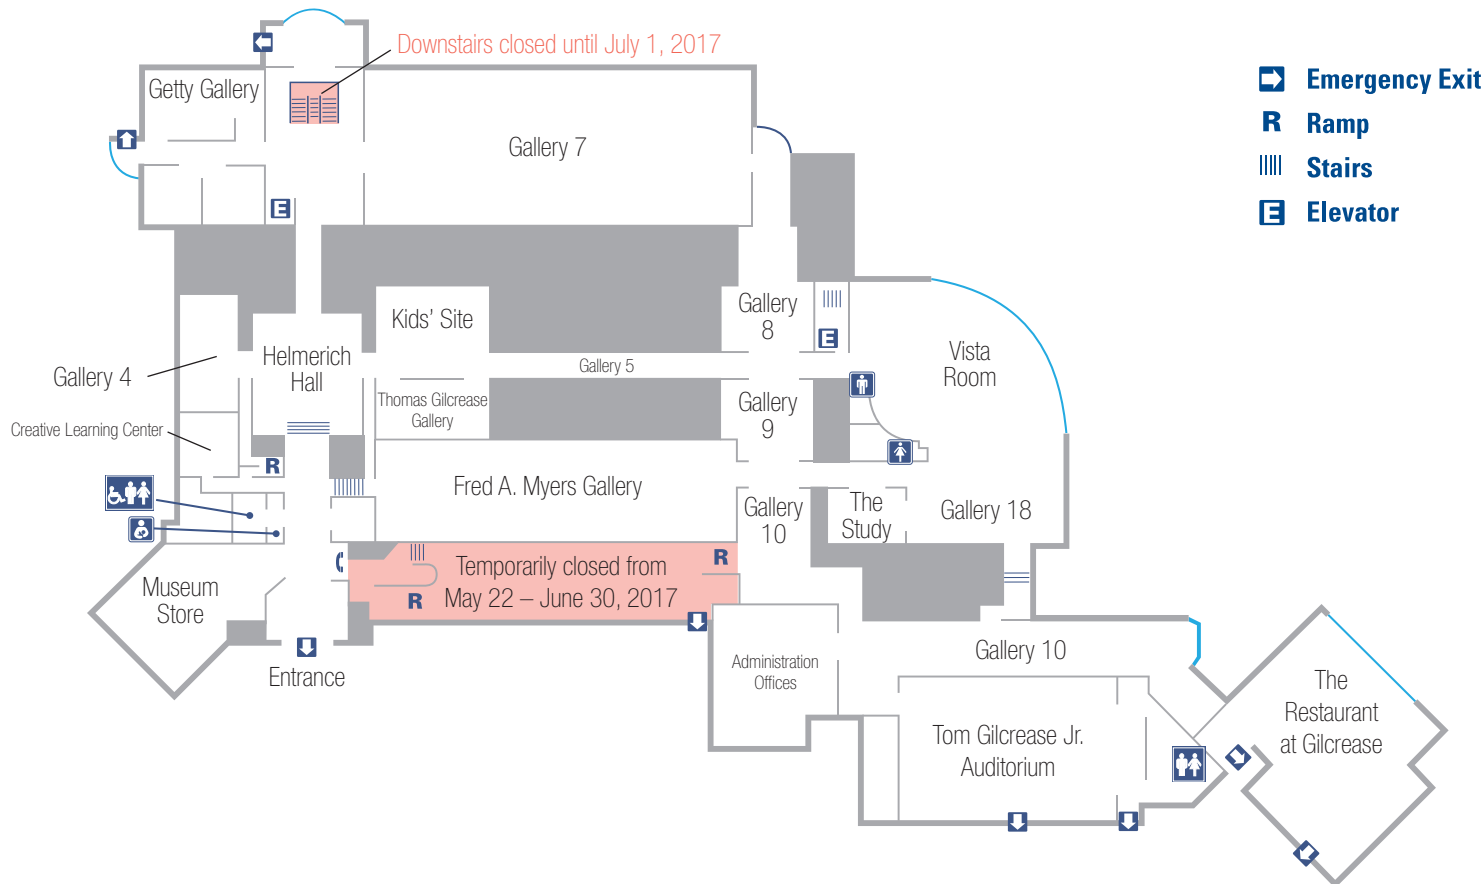 Downstairs closed until July 1, 2017
Getty Gallery
Gallery 7
E
Emergency Exit
R Ramp
Stairs
E Elevator
Kids' Site
Gallery
8
E
Helmerich
Hall
Gallery 5
Vista
Room
Gallery 4
Thomas Gilcrease
Gallery
Gallery
9
Creative Learning Center
R
Fred A. Myers Gallery
Gallery
10
The
Study
Gallery 18
Temporarily closed from
May 22 – June 30, 2017
R
R
Museum
Store
Entrance
Administration
Offices
Gallery 10
The
Restaurant
at Gilcrease
Tom Gilcrease Jr.
Auditorium